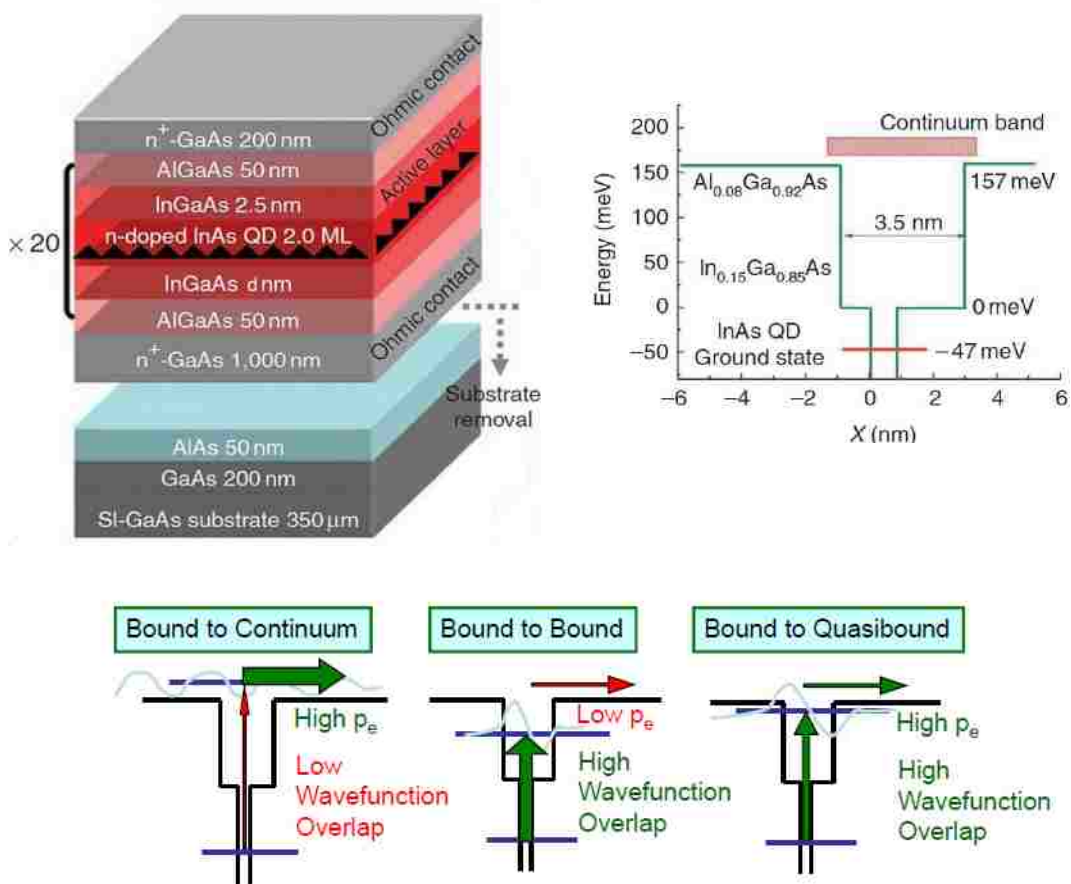 n⁺-GaAs 200 nm
AlGaAs 50 nm
InGaAs 2.5 nm
n-doped InAs QD 2.0 ML
InGaAs d nm
AlGaAs 50 nm
n⁺-GaAs 1,000 nm
× 20
Ohmic contact
Active layer
Ohmic contact
Substrate
removal
AlAs 50 nm
GaAs 200 nm
SI-GaAs substrate 350 μm
Energy (meV)
200
150
100
50
0
−50
Continuum band
Al₀.₀₈Ga₀.₉₂As
157 meV
3.5 nm
In₀.₁₅Ga₀.₈₅As
0 meV
InAs QD
Ground state
−47 meV
−6 −4 −2 0 2 4 6
X (nm)
Bound to Continuum
High pₑ
Low
Wavefunction
Overlap
Bound to Bound
Low pₑ
High
Wavefunction
Overlap
Bound to Quasibound
High pₑ
High
Wavefunction
Overlap